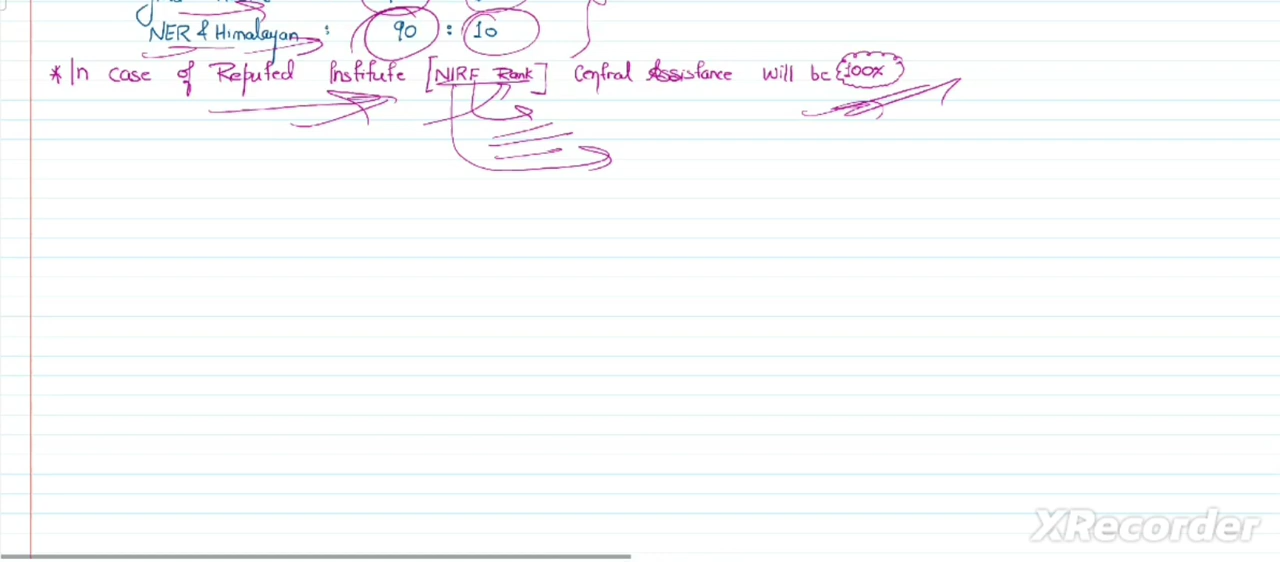 NER & Himalayan : 90 : 10
* In case of Reputed Institute [NIRF Rank] Central Assistance will be 100%
XRecorder